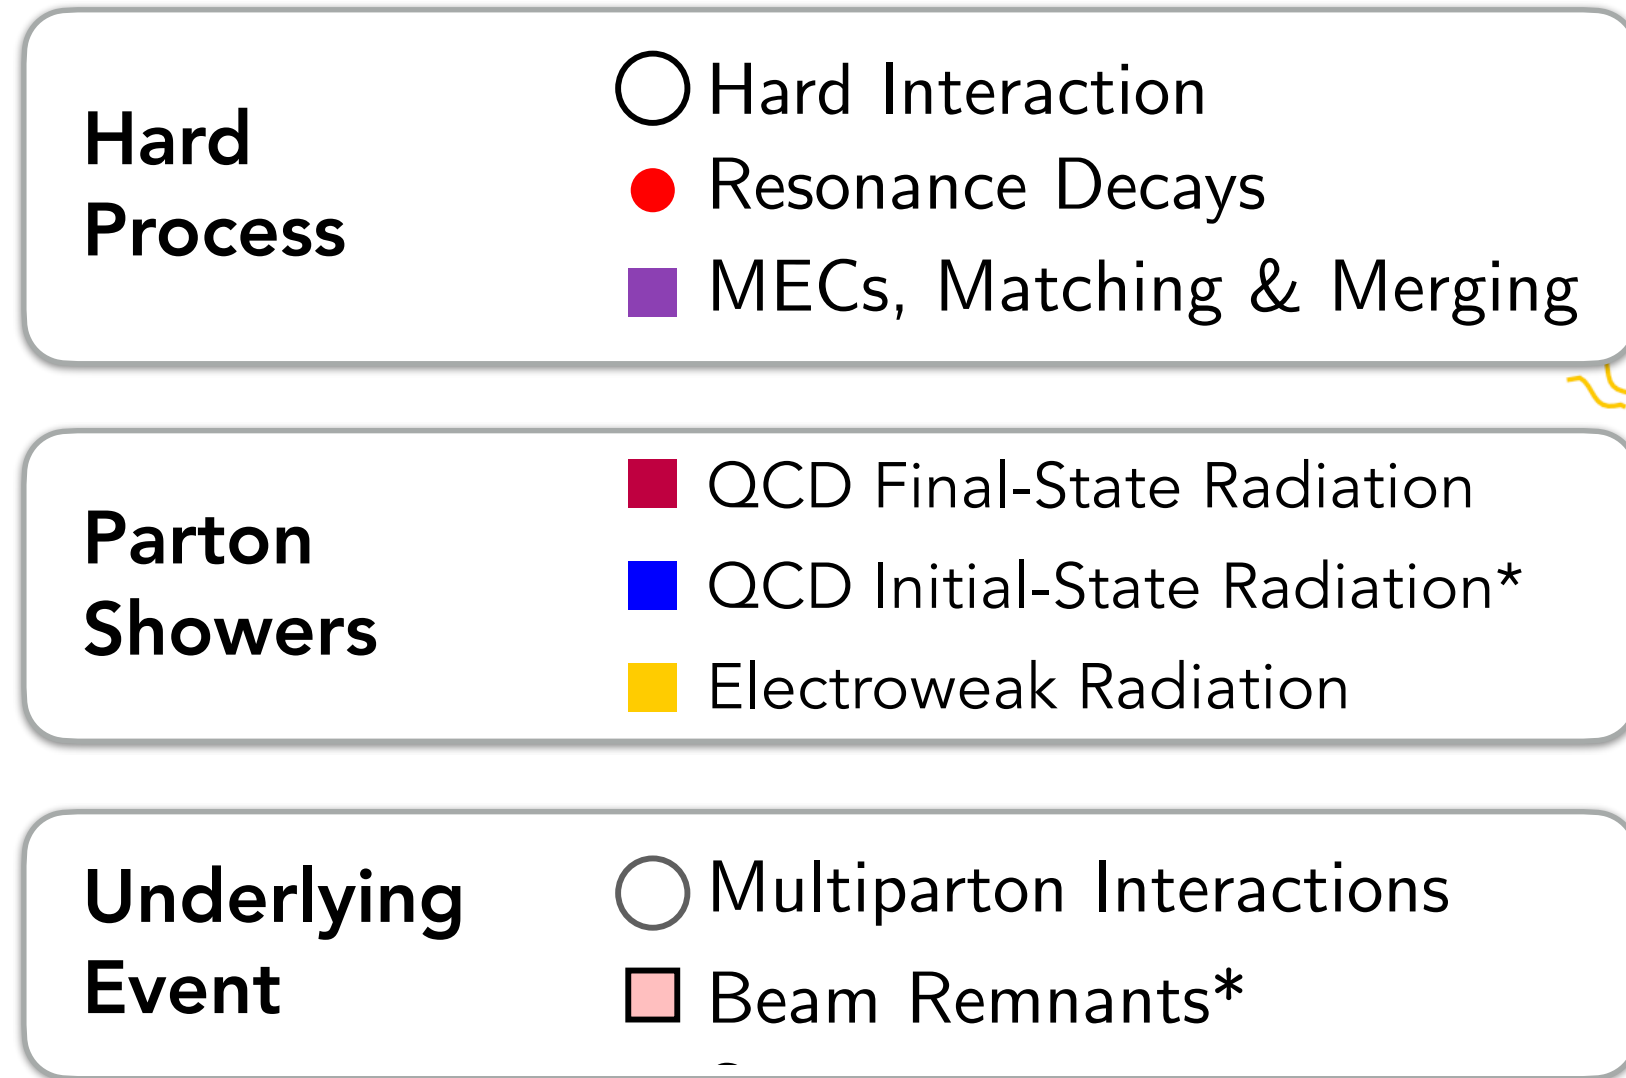 Hard
Process
Hard Interaction
Resonance Decays
MECs, Matching & Merging
Parton
Showers
QCD Final-State Radiation
QCD Initial-State Radiation*
Electroweak Radiation
Underlying
Event
Multiparton Interactions
Beam Remnants*